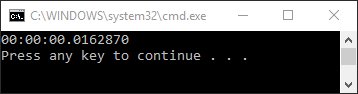 C:\WINDOWS\system32\cmd.exe
00:00:00.0162870
Press any key to continue . . .